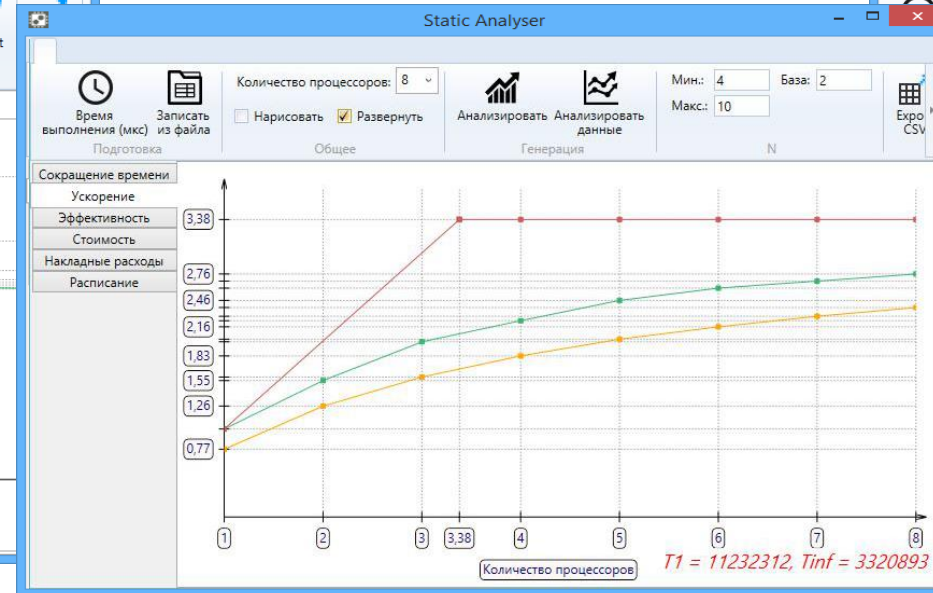 Static Analyser
t
Время
выполнения (мкс)
Записать
из файла
Подготовка
Количество процессоров: 8
Нарисовать
Развернуть
Общее
Анализировать
Анализировать
данные
Генерация
Мин.: 4
База: 2
Макс.: 10
N
Expo
CSV
Сокращение времени
Ускорение
Эффективность
Стоимость
Накладные расходы
Расписание
3,38
2,76
2,46
2,16
1,83
1,55
1,26
0,77
1 2 3 3,38 4 5 6 7 8
Количество процессоров
T1 = 11232312, Tinf = 3320893